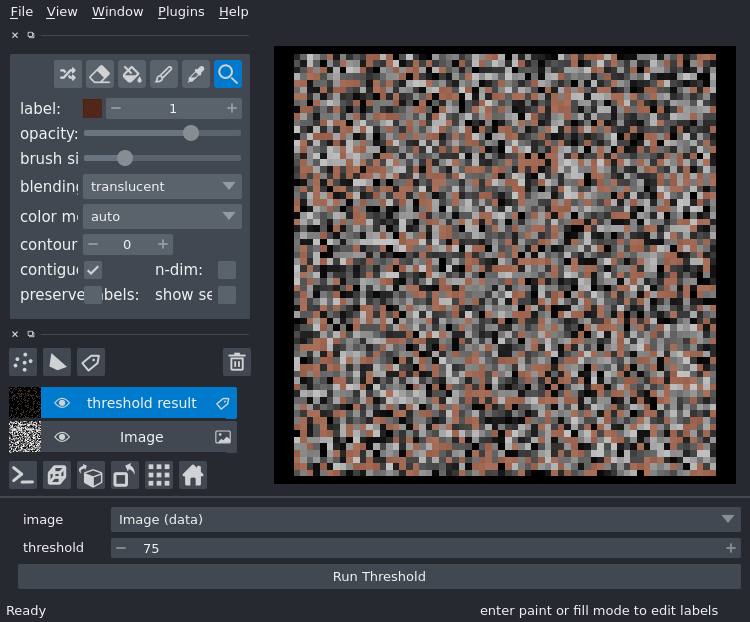 File View Window Plugins Help
label: 1
opacity:
brush si
blending translucent
color m auto
contour 0
contigu n-dim:
preserve abels: show se
threshold result
Image
image Image (data)
threshold 75
Run Threshold
Ready enter paint or fill mode to edit labels